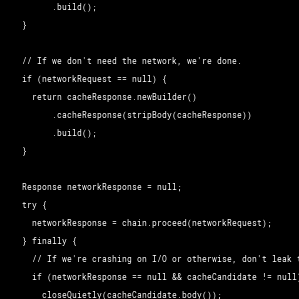 .build();
}
// If we don't need the network, we're done.
if (networkRequest == null) {
return cacheResponse.newBuilder()
.cacheResponse(stripBody(cacheResponse))
.build();
}
Response networkResponse = null;
try {
networkResponse = chain.proceed(networkRequest);
} finally {
// If we're crashing on I/O or otherwise, don't leak
if (networkResponse == null && cacheCandidate != null)
closeQuietly(cacheCandidate.body());